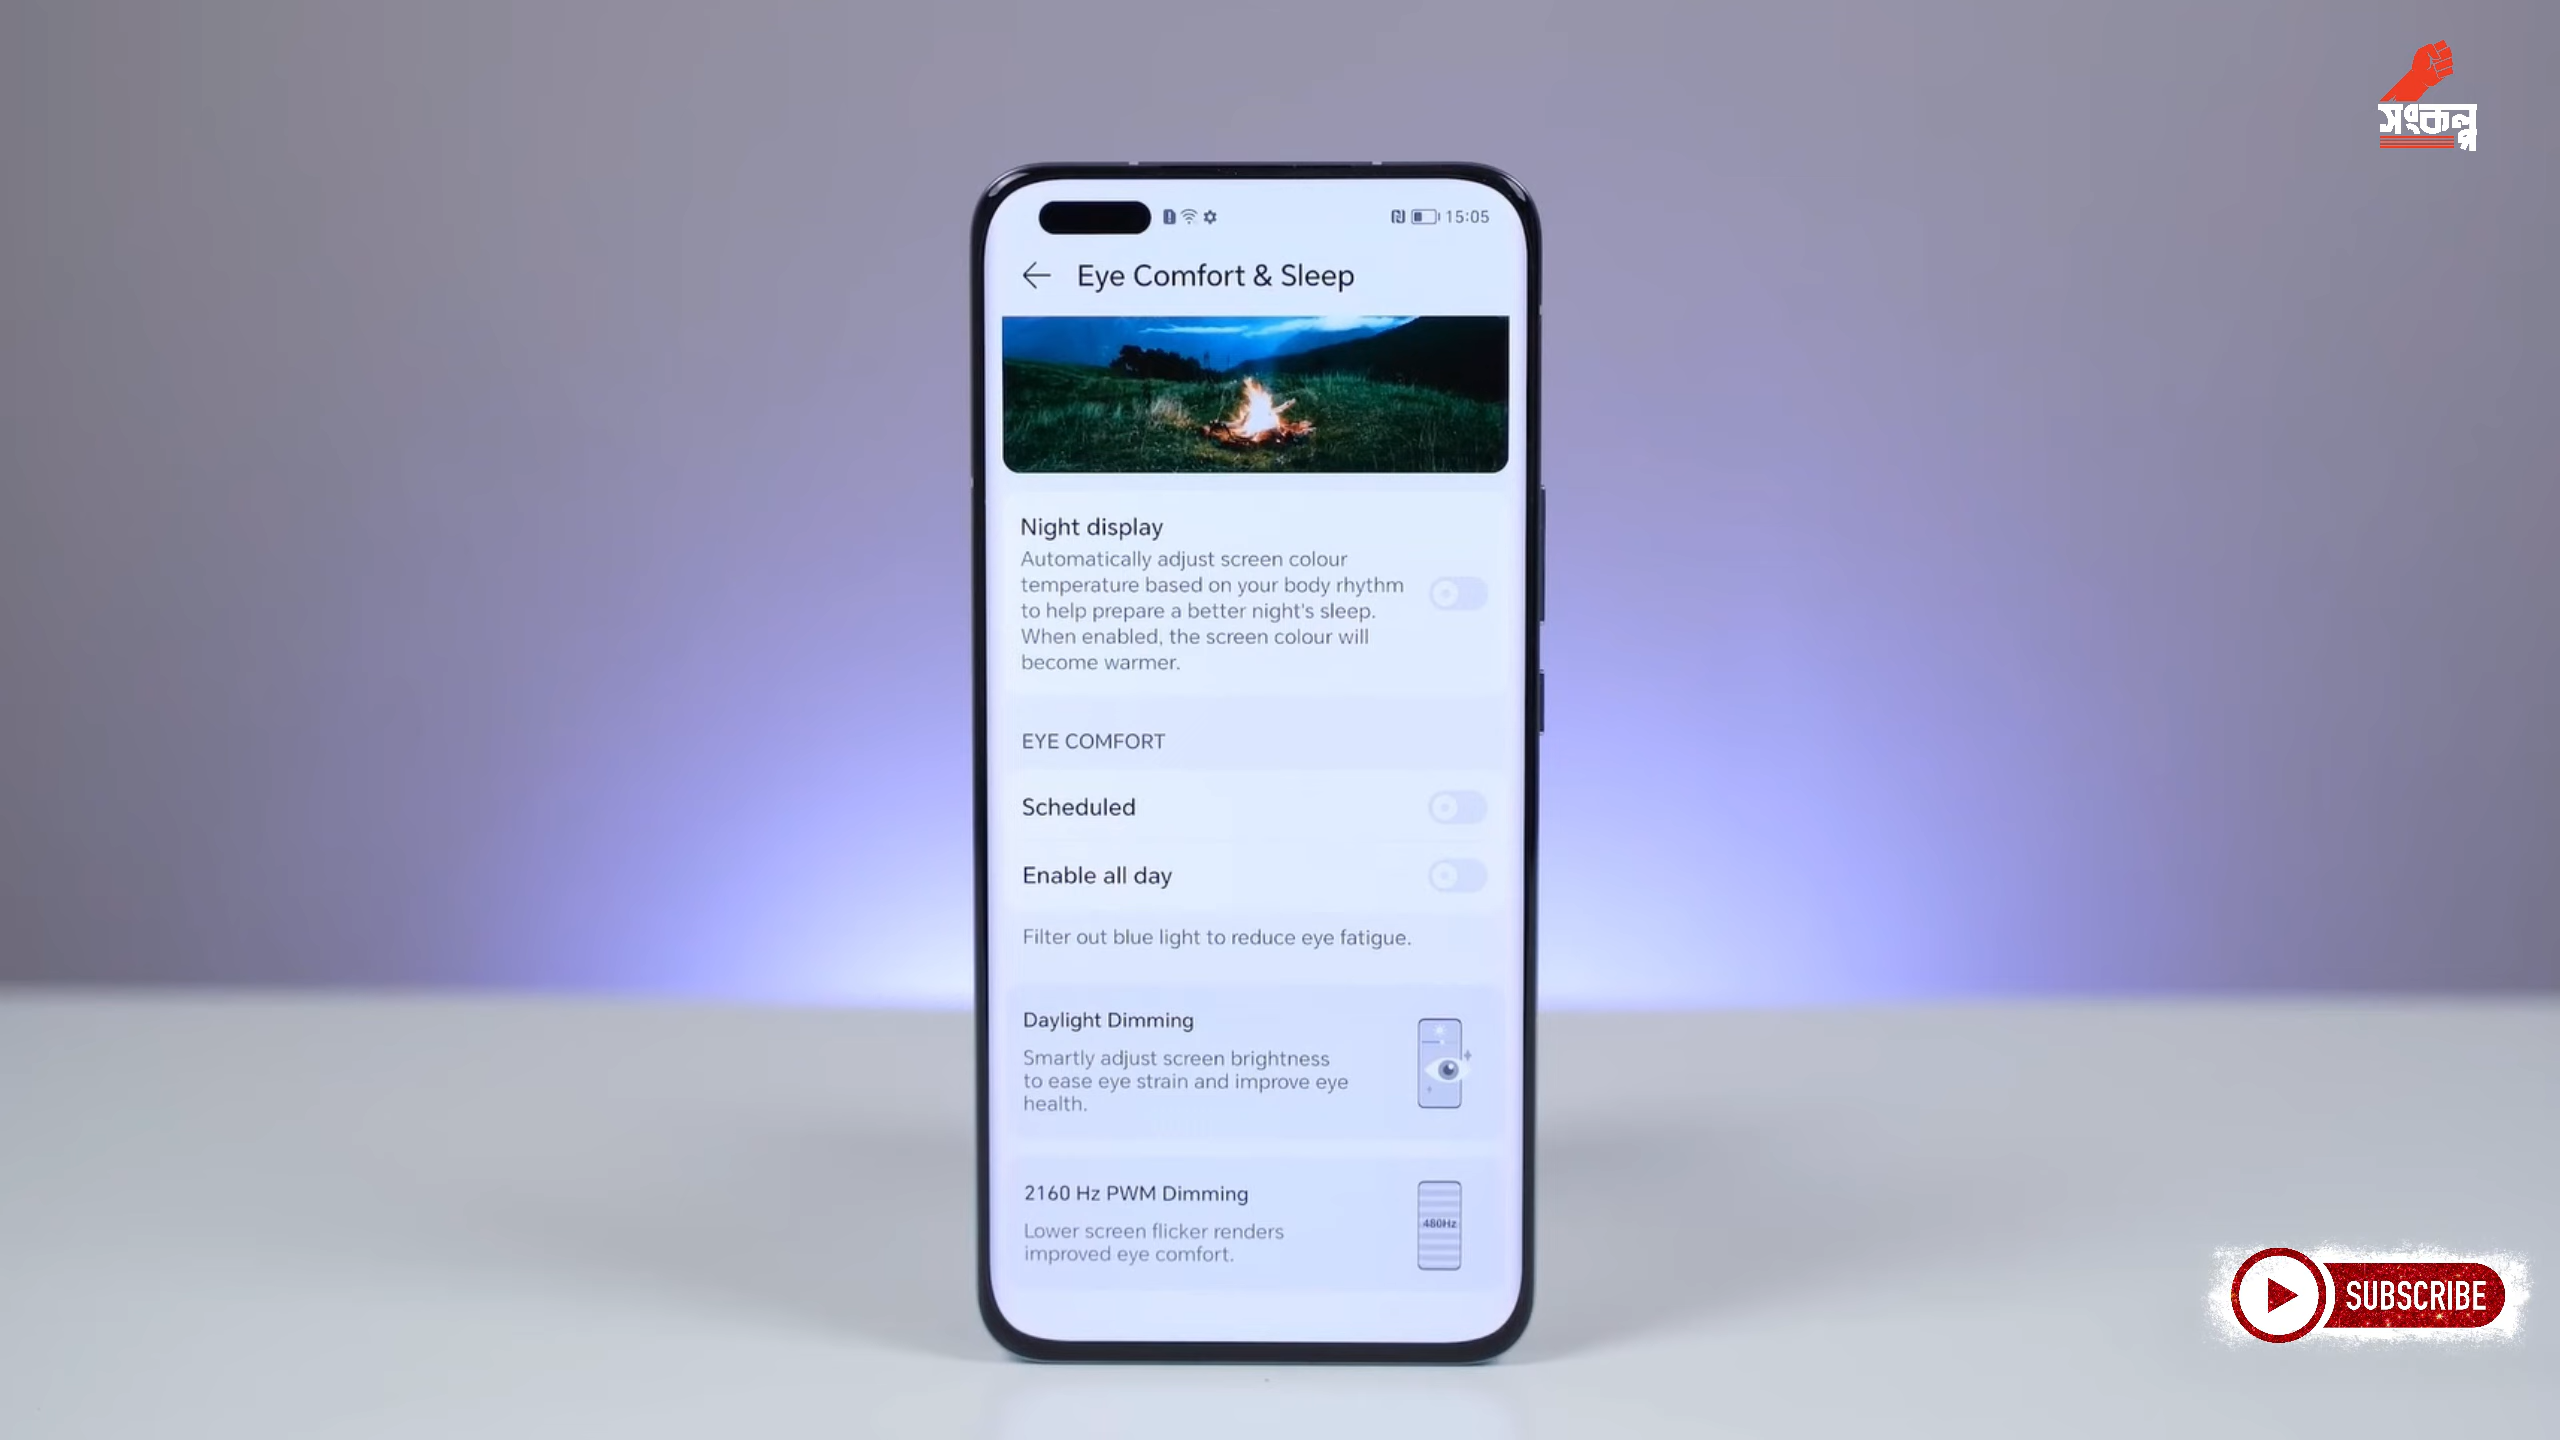 সংকল্প
15:05
Eye Comfort & Sleep
Night display
Automatically adjust screen colour
temperature based on your body rhythm
to help prepare a better night's sleep.
When enabled, the screen colour will
become warmer.
EYE COMFORT
Scheduled
Enable all day
Filter out blue light to reduce eye fatigue.
Daylight Dimming
Smartly adjust screen brightness
to ease eye strain and improve eye
health.
2160 Hz PWM Dimming
480Hz
Lower screen flicker renders
improved eye comfort.
SUBSCRIBE